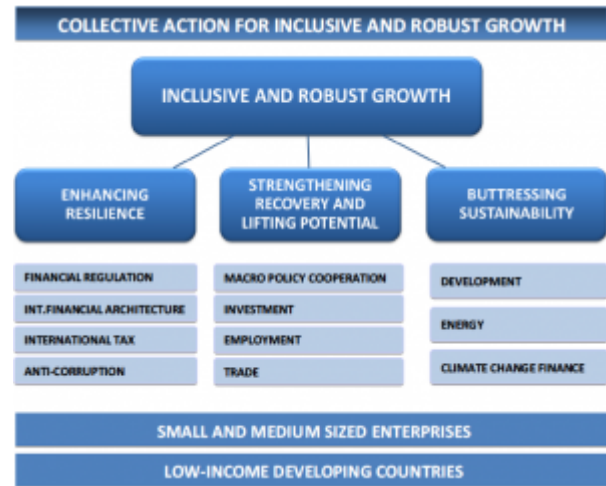 COLLECTIVE ACTION FOR INCLUSIVE AND ROBUST GROWTH
INCLUSIVE AND ROBUST GROWTH
ENHANCING
RESILIENCE
STRENGTHENING
RECOVERY AND
LIFTING POTENTIAL
BUTTRESSING
SUSTAINABILITY
FINANCIAL REGULATION
INT.FINANCIAL ARCHITECTURE
INTERNATIONAL TAX
ANTI-CORRUPTION
MACRO POLICY COOPERATION
INVESTMENT
EMPLOYMENT
TRADE
DEVELOPMENT
ENERGY
CLIMATE CHANGE FINANCE
SMALL AND MEDIUM SIZED ENTERPRISES
LOW-INCOME DEVELOPING COUNTRIES